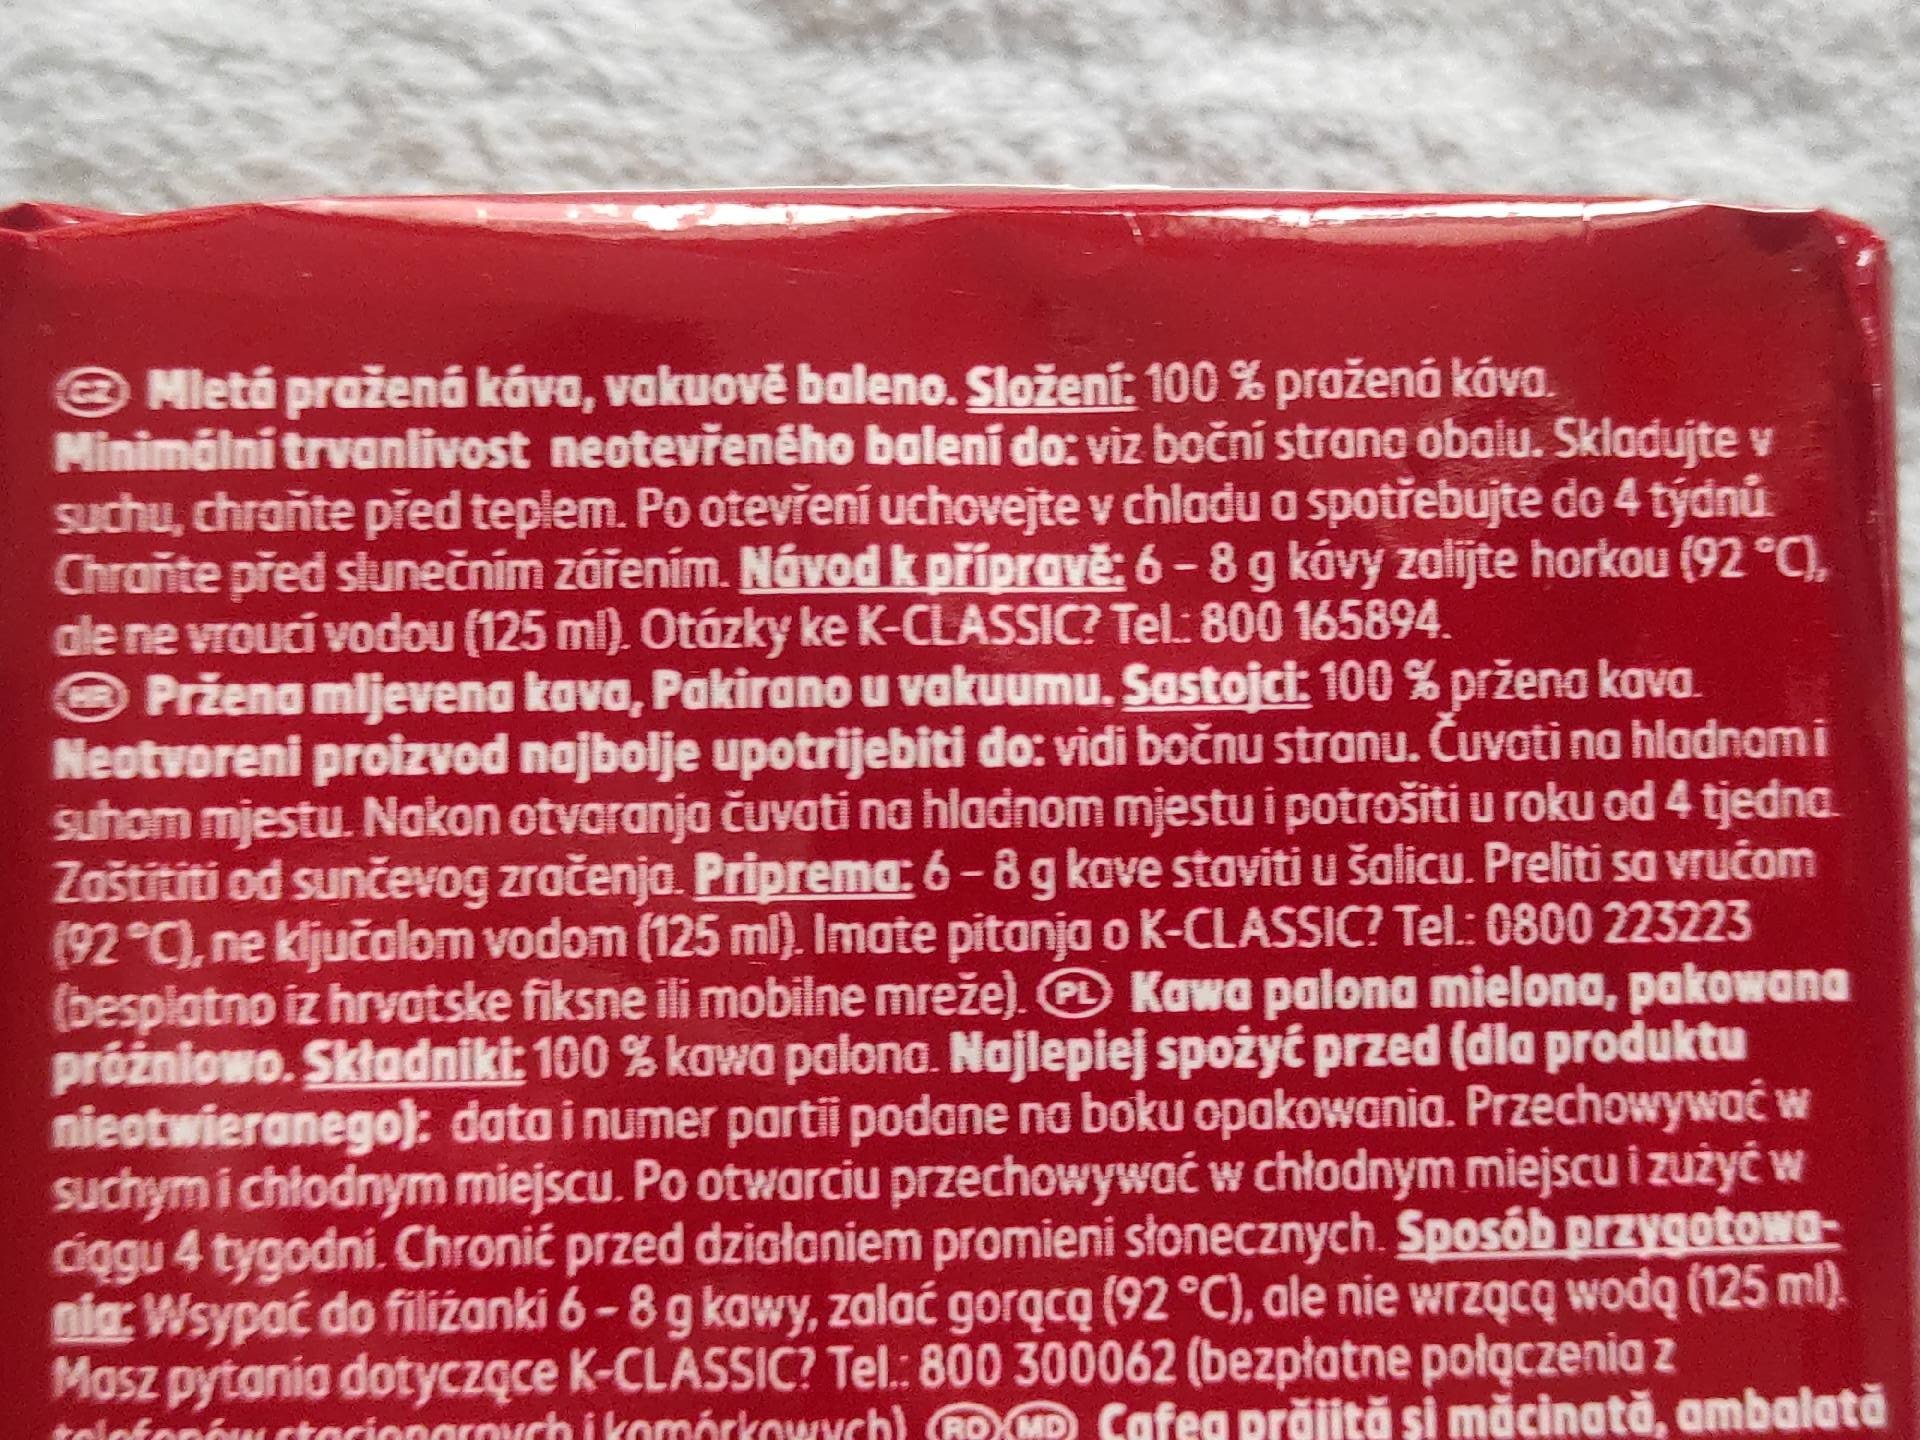 CZ Mletá pražená káva, vakuově baleno. Složení: 100 % pražená káva.
Minimální trvanlivost neotevřeného balení do: viz boční strana obalu. Skladujte v
suchu, chraňte před teplem. Po otevření uchovejte v chladu a spotřebujte do 4 týdnů.
Chraňte před slunečním zářením. Návod k přípravě: 6 – 8 g kávy zalijte horkou (92 °C),
ale ne vroucí vodou (125 ml). Otázky ke K-CLASSIC? Tel.: 800 165894.
HR Pržena mljevena kava, Pakirano u vakuumu. Sastojci: 100 % pržena kava.
Neotvoreni proizvod najbolje upotrijebiti do: vidi bočnu stranu. Čuvati na hladnom i
suhom mjestu. Nakon otvaranja čuvati na hladnom mjestu i potrošiti u roku od 4 tjedna.
Zaštititi od sunčevog zračenja. Priprema: 6 – 8 g kave staviti u šalicu. Preliti sa vrućom
(92 °C), ne ključalom vodom (125 ml). Imate pitanja o K-CLASSIC? Tel.: 0800 223223
(besplatno iz hrvatske fiksne ili mobilne mreže). PL Kawa palona mielona, pakowana
próżniowo. Składniki: 100 % kawa palona. Najlepiej spożyć przed (dla produktu
nieotwieranego): data i numer partii podane na boku opakowania. Przechowywać w
suchym i chłodnym miejscu. Po otwarciu przechowywać w chłodnym miejscu i zużyć w
ciągu 4 tygodni. Chronić przed działaniem promieni słonecznych. Sposób przygotowa-
nia: Wsypać do filiżanki 6 – 8 g kawy, zalać gorącą (92 °C), ale nie wrzącą wodą (125 ml).
Masz pytania dotyczące K-CLASSIC? Tel.: 800 300062 (bezpłatne połączenia z
telefonów stacjonarnych i komórkowych) RO MD Cafea prăjită și măcinată, ambalată